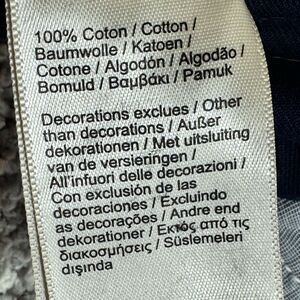 100% Coton / Cotton /
Baumwolle / Katoen /
Cotone / Algodón / Algodão /
Bomuld / Βαμβάκι / Pamuk
Decorations exclues / Other
than decorations / Außer
dekorationen / Met uitsluiting
van de versieringen /
All'infuori delle decorazioni /
Con exclusión de las
decoraciones / Excluindo
as decorações / Andre end
dekorationer / Εκτός από τις
διακοσμήσεις / Süslemeleri
dışında